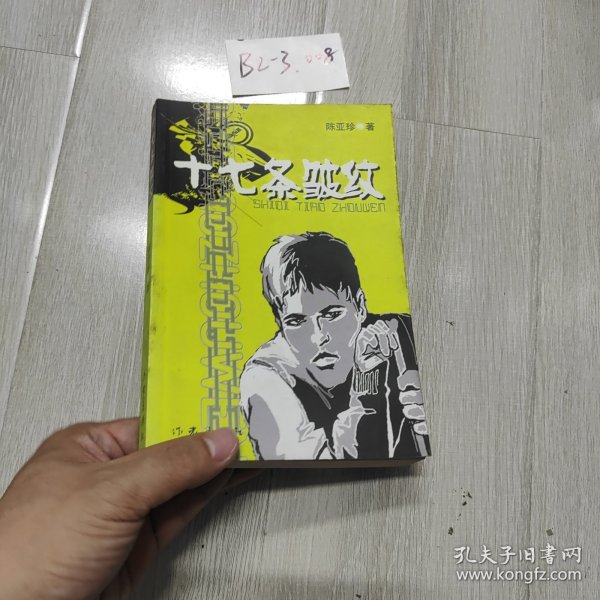 B2-3.008
陈亚珍 著
十七条皱纹
SHIQI TIAO ZHOUWEN
孔夫子旧书网
www.kongfz.com